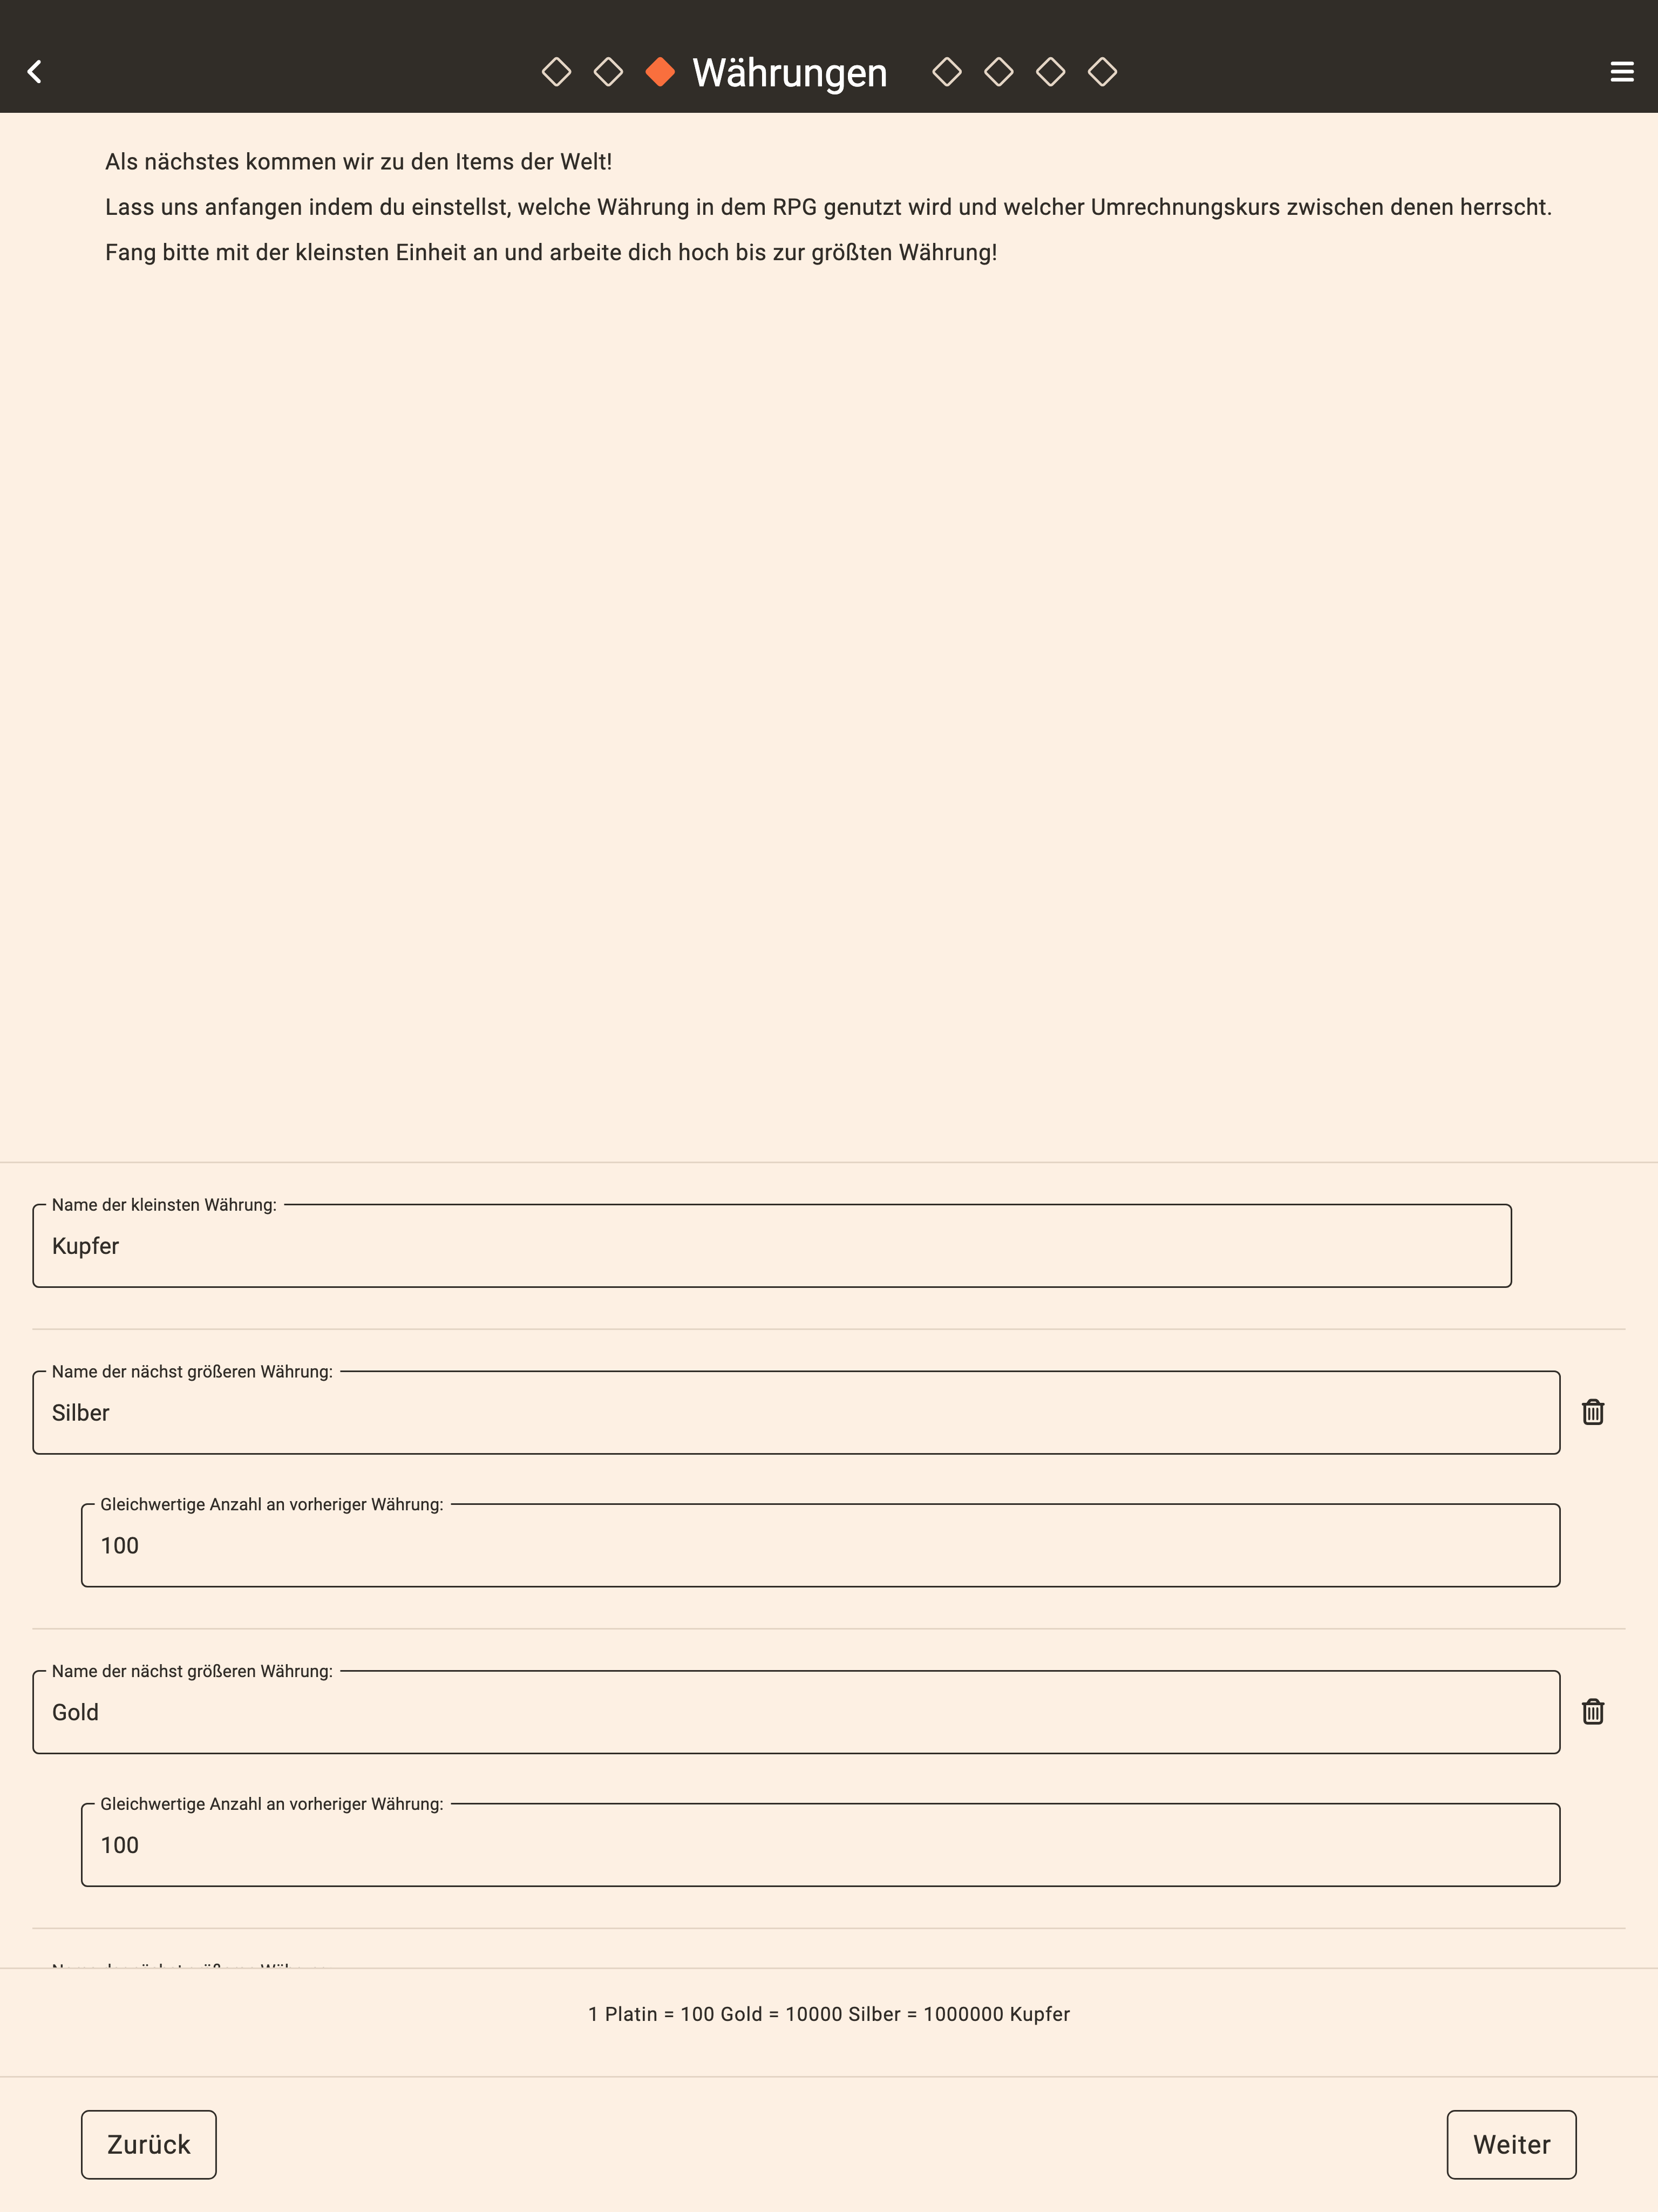 Währungen
Als nächstes kommen wir zu den Items der Welt!
Lass uns anfangen indem du einstellst, welche Währung in dem RPG genutzt wird und welcher Umrechnungskurs zwischen denen herrscht.
Fang bitte mit der kleinsten Einheit an und arbeite dich hoch bis zur größten Währung!
Name der kleinsten Währung:
Kupfer
Name der nächst größeren Währung:
Silber
Gleichwertige Anzahl an vorheriger Währung:
100
Name der nächst größeren Währung:
Gold
Gleichwertige Anzahl an vorheriger Währung:
100
1 Platin = 100 Gold = 10000 Silber = 1000000 Kupfer
Zurück
Weiter